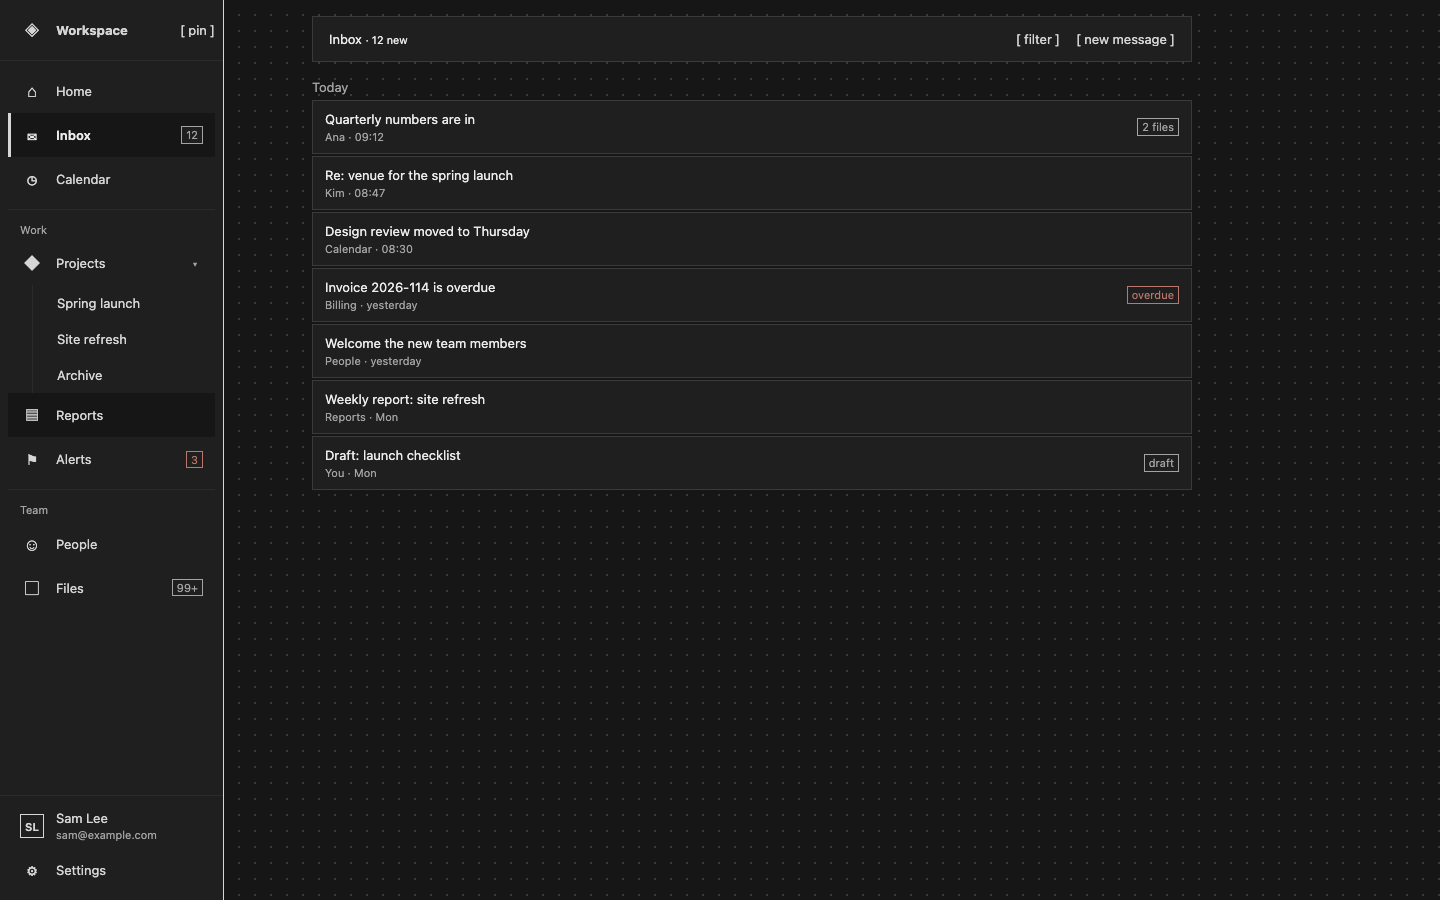 Workspace [ pin ]
Home
Inbox 12
Calendar
Work
Projects
Spring launch
Site refresh
Archive
Reports
Alerts 3
Team
People
Files 99+
SL Sam Lee
sam@example.com
Settings
Inbox · 12 new [ filter ] [ new message ]
Today
Quarterly numbers are in
Ana · 09:12
2 files
Re: venue for the spring launch
Kim · 08:47
Design review moved to Thursday
Calendar · 08:30
Invoice 2026-114 is overdue
Billing · yesterday
overdue
Welcome the new team members
People · yesterday
Weekly report: site refresh
Reports · Mon
Draft: launch checklist
You · Mon
draft